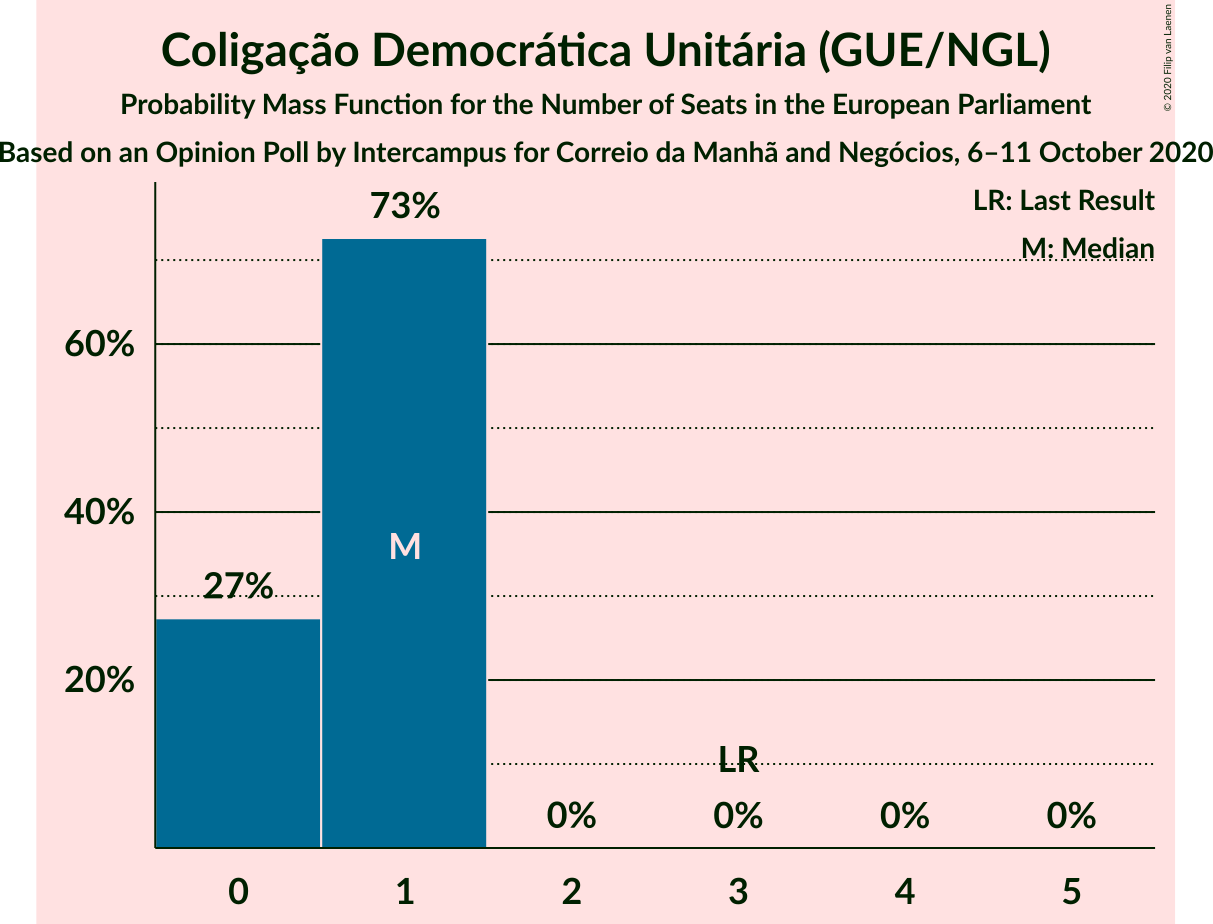 Coligação Democrática Unitária (GUE/NGL)
Probability Mass Function for the Number of Seats in the European Parliament
Based on an Opinion Poll by Intercampus for Correio da Manhã and Negócios, 6–11 October 2020
© 2020 Filip van Laenen
LR: Last Result
M: Median
73%
60%
40%
M
27%
20%
LR
0% 0% 0% 0%
0 1 2 3 4 5